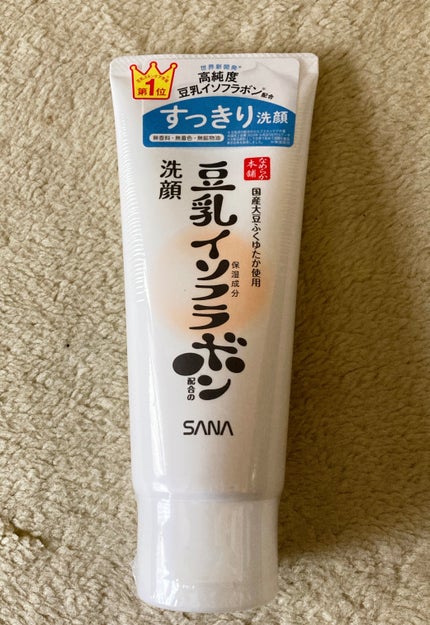 世界新開発※
高純度
豆乳イソフラボン配合
第1位
すっきり洗顔
無香料・無着色・無鉱物油
なめらか
本舗
国産大豆ふくゆたか使用
豆乳イソフラボン
保湿成分
配合の
洗顔
SANA